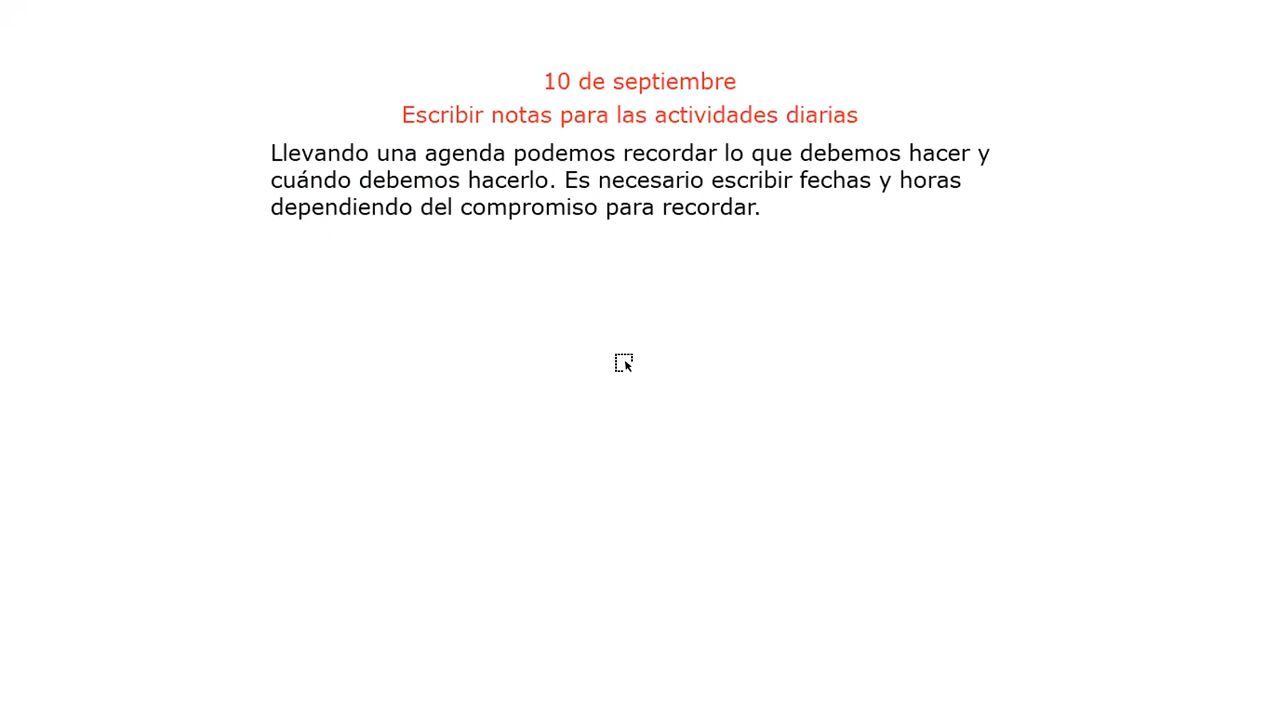 10 de septiembre
Escribir notas para las actividades diarias
Llevando una agenda podemos recordar lo que debemos hacer y
cuándo debemos hacerlo. Es necesario escribir fechas y horas
dependiendo del compromiso para recordar.